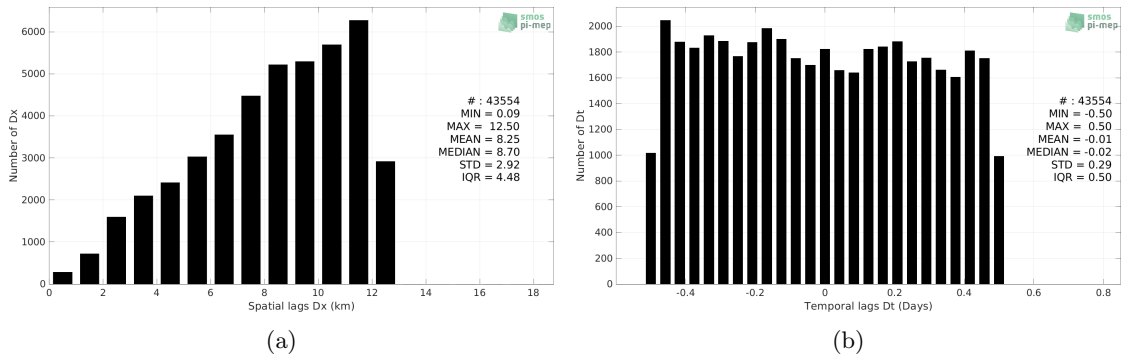 6000
5000
4000
3000
2000
1000
0
Number of Dx
smos
pi-mep
# : 43554
MIN = 0.09
MAX = 12.50
MEAN = 8.25
MEDIAN = 8.70
STD = 2.92
IQR = 4.48
0 2 4 6 8 10 12 14 16 18
Spatial lags Dx (km)
(a)
2000
1800
1600
1400
1200
1000
800
600
400
200
0
Number of Dt
smos
pi-mep
# : 43554
MIN = -0.50
MAX = 0.50
MEAN = -0.01
MEDIAN = -0.02
STD = 0.29
IQR = 0.50
-0.4 -0.2 0 0.2 0.4 0.6 0.8
Temporal lags Dt (Days)
(b)